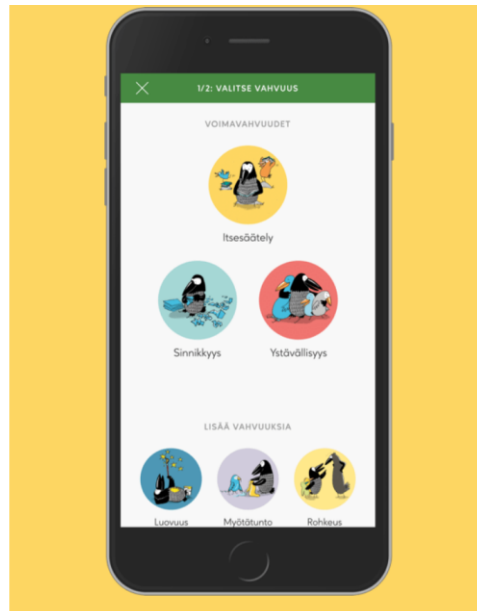 1/2: VALITSE VAHVUUS
VOIMAVAHVUUDET
Itsesäätely
Sinnikkyys Ystävällisyys
LISÄÄ VAHVUUKSIA
Luovuus Myötätunto Rohkeus